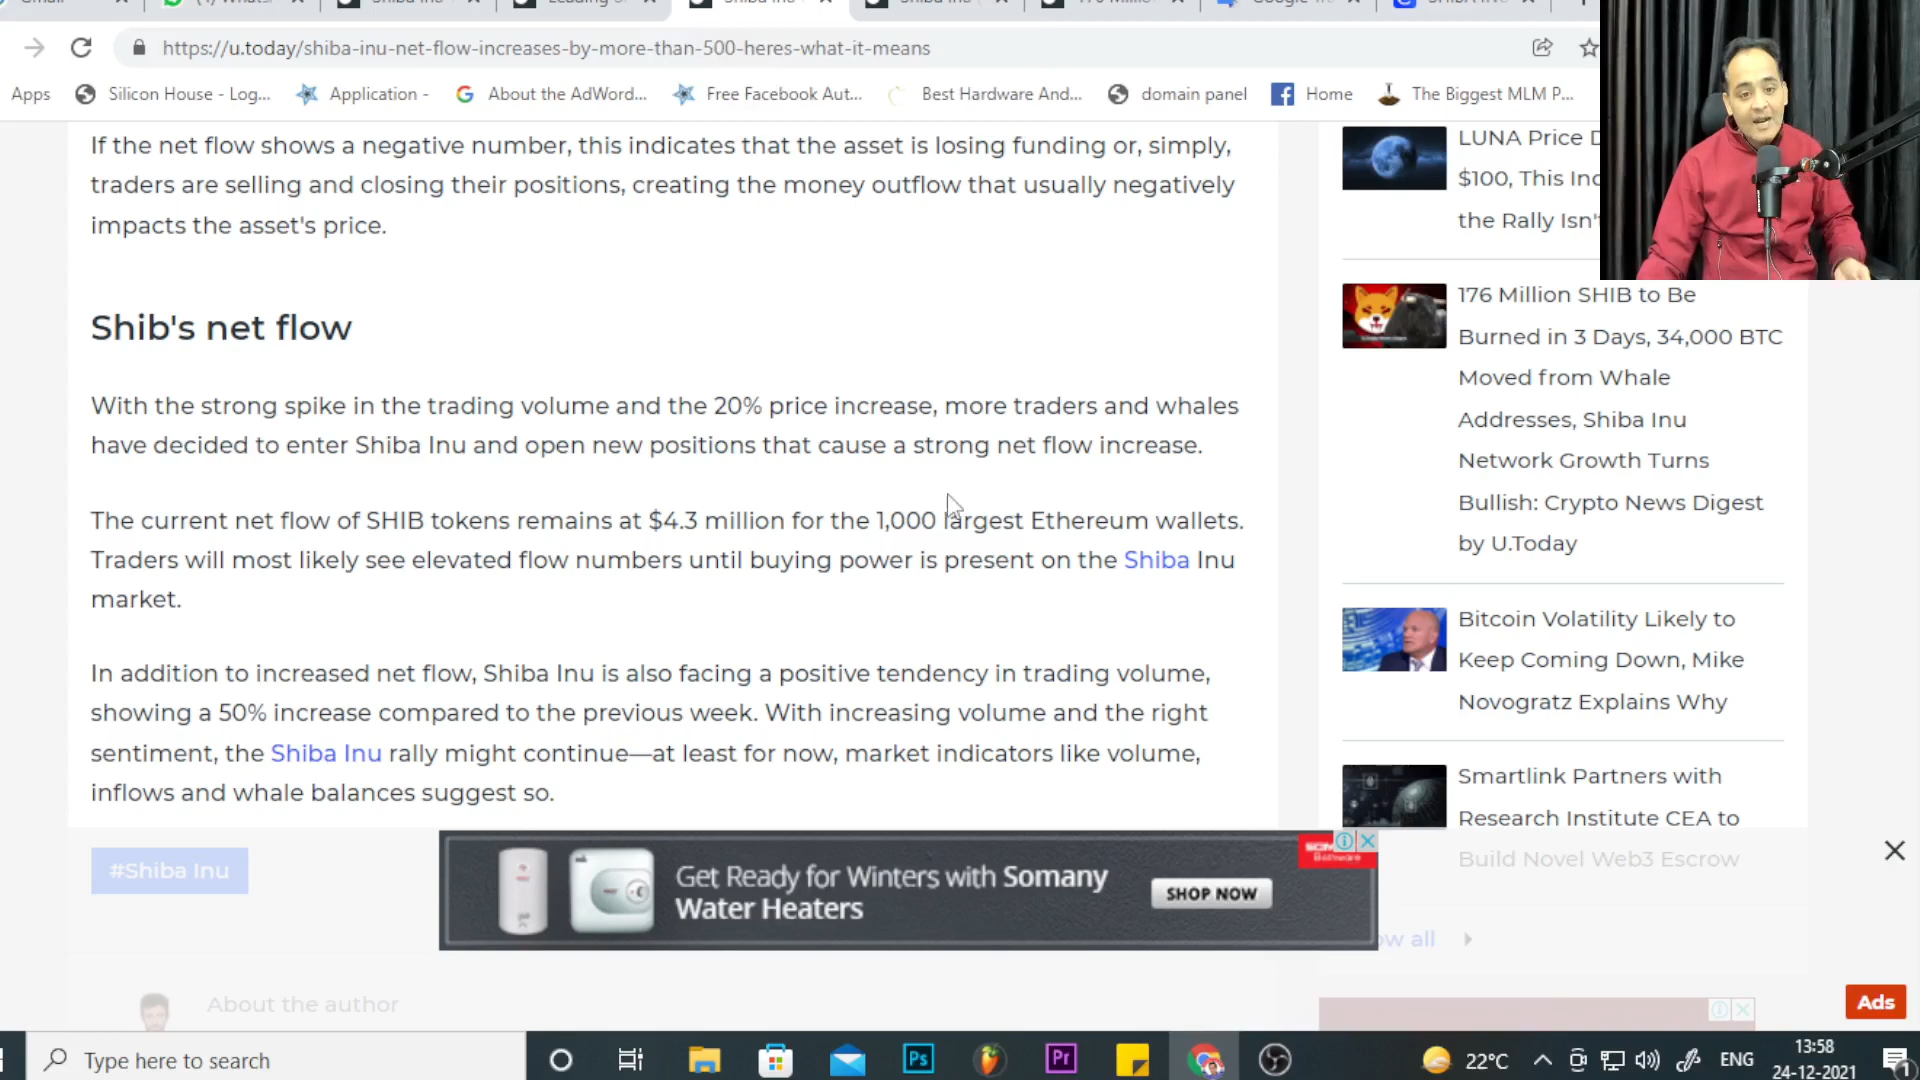 Shiba Inu
https://u.today/shiba-inu-net-flow-increases-by-more-than-500-heres-what-it-means
Apps
Silicon House - Log...
Application -
About the AdWord...
Free Facebook Aut...
Best Hardware And...
domain panel
Home
The Biggest MLM P...
If the net flow shows a negative number, this indicates that the asset is losing funding or, simply,
traders are selling and closing their positions, creating the money outflow that usually negatively
impacts the asset's price.
Shib's net flow
With the strong spike in the trading volume and the 20% price increase, more traders and whales
have decided to enter Shiba Inu and open new positions that cause a strong net flow increase.
The current net flow of SHIB tokens remains at $4.3 million for the 1,000 largest Ethereum wallets.
Traders will most likely see elevated flow numbers until buying power is present on the Shiba Inu
market.
In addition to increased net flow, Shiba Inu is also facing a positive tendency in trading volume,
showing a 50% increase compared to the previous week. With increasing volume and the right
sentiment, the Shiba Inu rally might continue—at least for now, market indicators like volume,
inflows and whale balances suggest so.
#Shiba Inu
About the author
LUNA Price
$100, This
the Rally
176 Million SHIB to Be
Burned in 3 Days, 34,000 BTC
Moved from Whale
Addresses, Shiba Inu
Network Growth Turns
Bullish: Crypto News Digest
by U.Today
Bitcoin Volatility Likely to
Keep Coming Down, Mike
Novogratz Explains Why
Smartlink Partners with
Research Institute CEA to
Build Novel Web3 Escrow
all
Get Ready for Winters with Somany
Water Heaters
SHOP NOW
Ads
Type here to search
Ps
Pr
22°C
ENG
13:58
24-12-2021
1